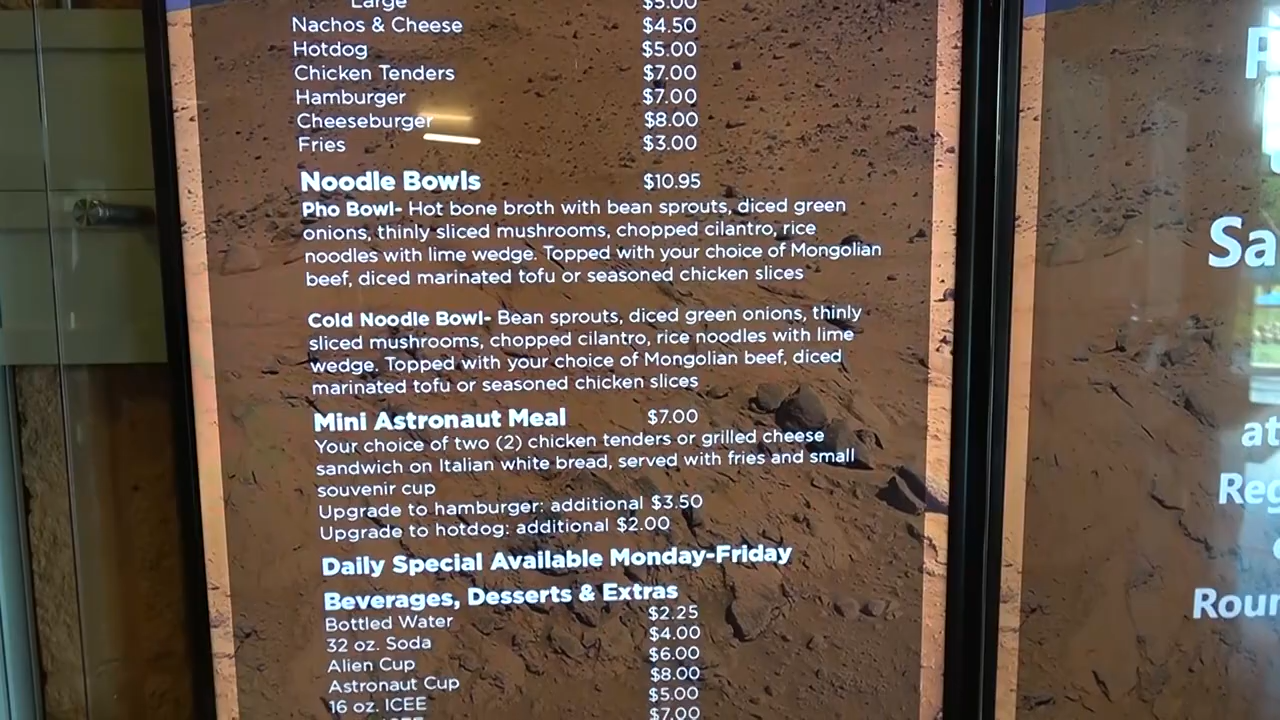 Large $5.00
Nachos & Cheese $4.50
Hotdog $5.00
Chicken Tenders $7.00
Hamburger $7.00
Cheeseburger $8.00
Fries $3.00
Noodle Bowls $10.95
Pho Bowl- Hot bone broth with bean sprouts, diced green
onions, thinly sliced mushrooms, chopped cilantro, rice
noodles with lime wedge. Topped with your choice of Mongolian
beef, diced marinated tofu or seasoned chicken slices
Cold Noodle Bowl- Bean sprouts, diced green onions, thinly
sliced mushrooms, chopped cilantro, rice noodles with lime
wedge. Topped with your choice of Mongolian beef, diced
marinated tofu or seasoned chicken slices
Mini Astronaut Meal $7.00
Your choice of two (2) chicken tenders or grilled cheese
sandwich on Italian white bread, served with fries and small
souvenir cup
Upgrade to hamburger: additional $3.50
Upgrade to hotdog: additional $2.00
Daily Special Available Monday-Friday
Beverages, Desserts & Extras
Bottled Water $2.25
32 oz. Soda $4.00
Alien Cup $6.00
Astronaut Cup $8.00
16 oz. ICEE $5.00
$7.00
Sa
at
Reg
Rour